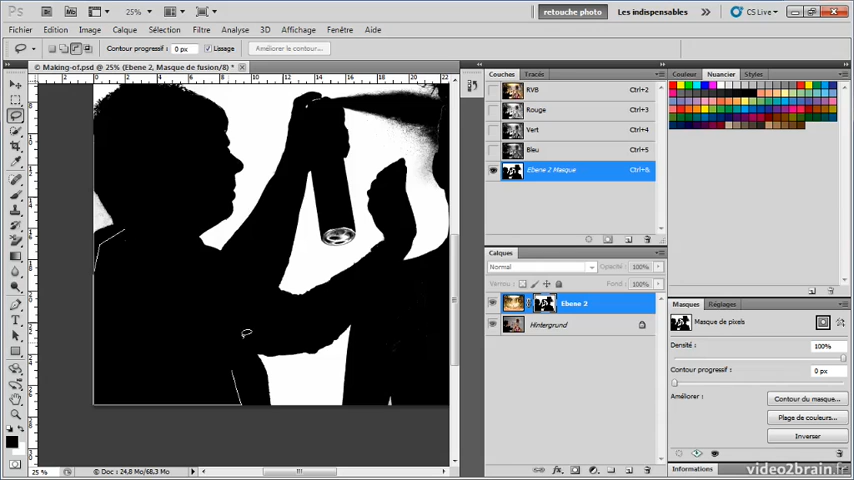 Ps
25%
retouche photo
Les indispensables
CS Live
Fichier Edition Image Calque Sélection Filtre Analyse 3D Affichage Fenêtre Aide
Contour progressif : 0 px Lissage Améliorer le contour...
Making-of.psd @ 25% (Ebene 2, Masque de fusion/8) *
Couches Tracés
RVB Ctrl+2
Rouge Ctrl+3
Vert Ctrl+4
Bleu Ctrl+5
Ebene 2 Masque Ctrl+6
Couleur Nuancier Styles
Calques
Normal Opacité : 100%
Verrou : Fond : 100%
Ebene 2
Hintergrund
Masques Réglages
Masque de pixels
Densité : 100%
Contour progressif : 0 px
Améliorer : Contour du masque...
Plage de couleurs...
Inverser
25 % Doc : 24,8 Mo/68,3 Mo
Informations
video2brain.fr